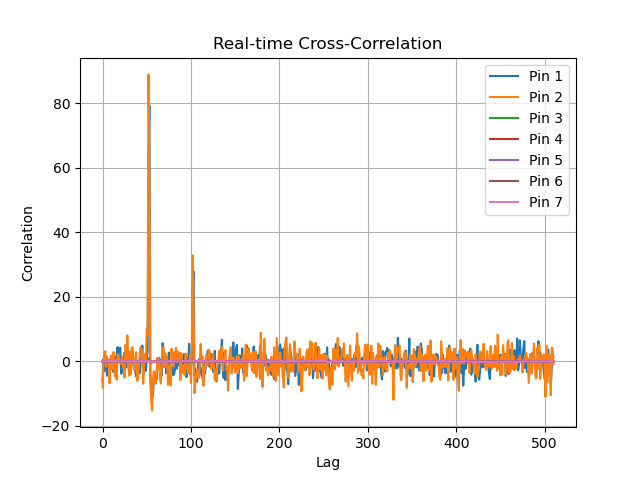 Real-time Cross-Correlation
Correlation
80
60
40
20
0
−20
Pin 1
Pin 2
Pin 3
Pin 4
Pin 5
Pin 6
Pin 7
0 100 200 300 400 500
Lag